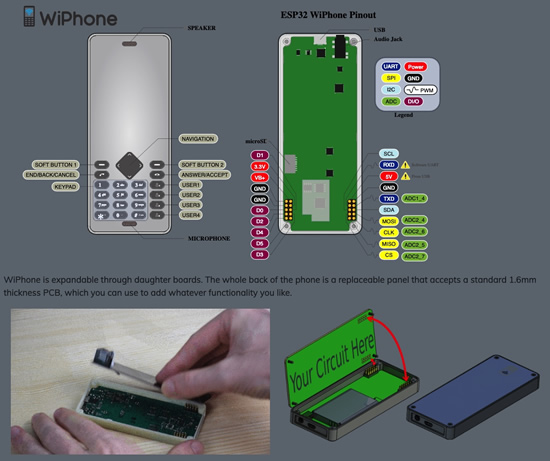 WiPhone
ESP32 WiPhone Pinout
SPEAKER
USB
Audio Jack
UART
Power
SPI
GND
I2C
PWM
ADC
DIJO
Legend
microSD
NAVIGATION
SOFT BUTTON 1
SOFT BUTTON 2
END/BACK/CANCEL
ANSWER/ACCEPT
KEYPAD
USER1
USER2
USER3
USER4
MICROPHONE
D1
3.3V
VB+
GND
GND
D0
D2
D4
D5
D3
SCL
RXD
5V
GND
TXD
ADC1_4
SDA
MOSI
ADC2_4
CLK
ADC2_6
MISO
ADC2_5
CS
ADC2_7
WiPhone is expandable through daughter boards. The whole back of the phone is a replaceable panel that accepts a standard 1.6mm
thickness PCB, which you can use to add whatever functionality you like.
Your Circuit Here